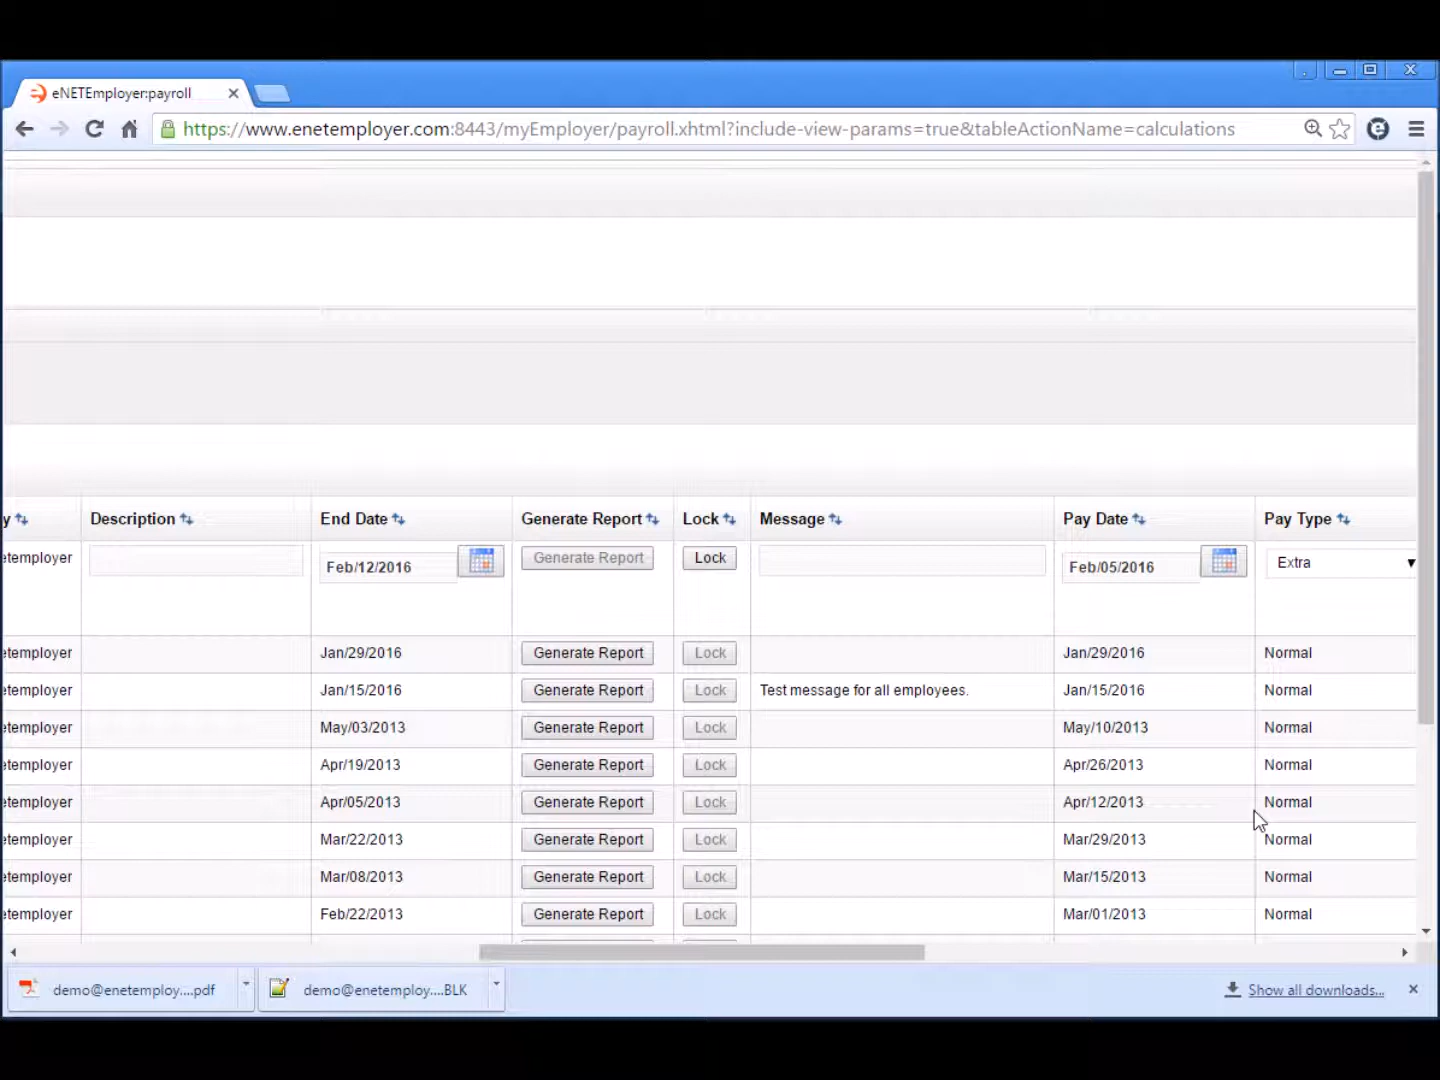 eNETEmployer:payroll
https://www.enetemployer.com:8443/myEmployer/payroll.xhtml?include-view-params=true&tableActionName=calculations
y Description End Date Generate Report Lock Message Pay Date Pay Type
etemployer Feb/12/2016 Generate Report Lock Feb/05/2016 Extra
etemployer Jan/29/2016 Generate Report Lock Jan/29/2016 Normal
etemployer Jan/15/2016 Generate Report Lock Test message for all employees. Jan/15/2016 Normal
etemployer May/03/2013 Generate Report Lock May/10/2013 Normal
etemployer Apr/19/2013 Generate Report Lock Apr/26/2013 Normal
etemployer Apr/05/2013 Generate Report Lock Apr/12/2013 Normal
etemployer Mar/22/2013 Generate Report Lock Mar/29/2013 Normal
etemployer Mar/08/2013 Generate Report Lock Mar/15/2013 Normal
etemployer Feb/22/2013 Generate Report Lock Mar/01/2013 Normal
demo@enetemploy....pdf demo@enetemploy....BLK Show all downloads...